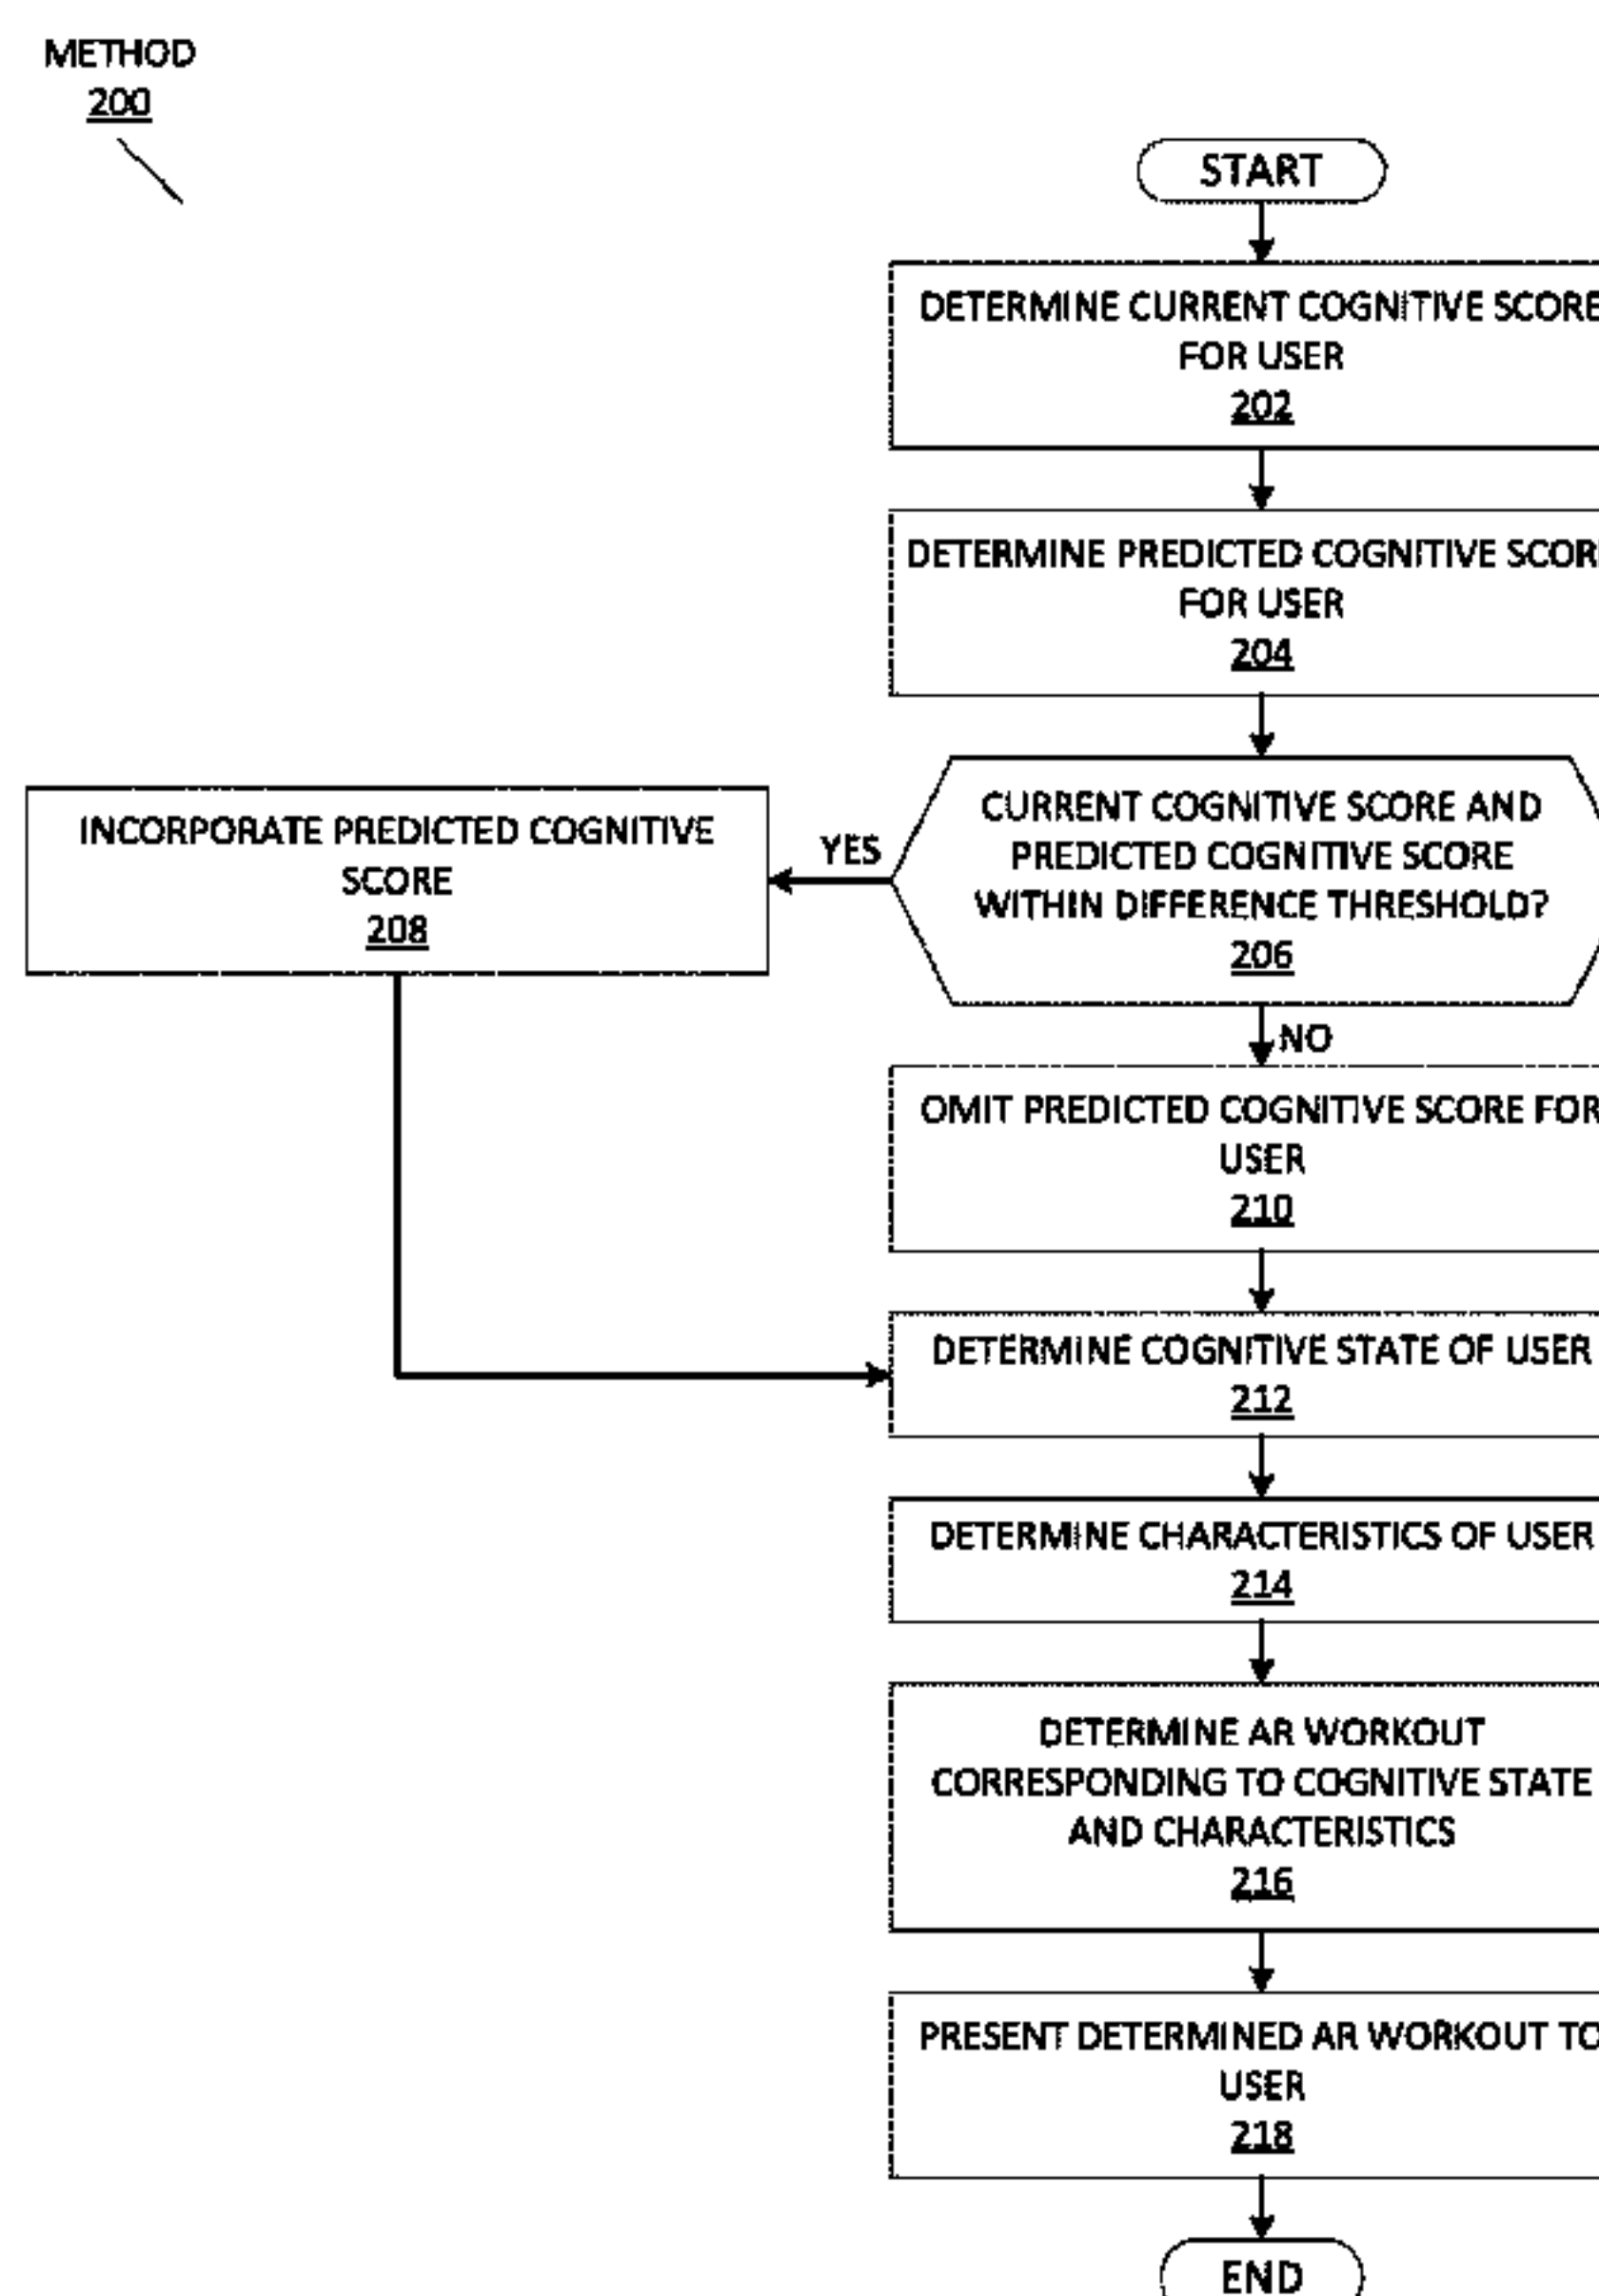 METHOD
200
START
DETERMINE CURRENT COGNITIVE SCORE
FOR USER
202
DETERMINE PREDICTED COGNITIVE SCORE
FOR USER
204
CURRENT COGNITIVE SCORE AND
PREDICTED COGNITIVE SCORE
WITHIN DIFFERENCE THRESHOLD?
206
YES
INCORPORATE PREDICTED COGNITIVE
SCORE
208
NO
OMIT PREDICTED COGNITIVE SCORE FOR
USER
210
DETERMINE COGNITIVE STATE OF USER
212
DETERMINE CHARACTERISTICS OF USER
214
DETERMINE AR WORKOUT
CORRESPONDING TO COGNITIVE STATE
AND CHARACTERISTICS
216
PRESENT DETERMINED AR WORKOUT TO
USER
218
END